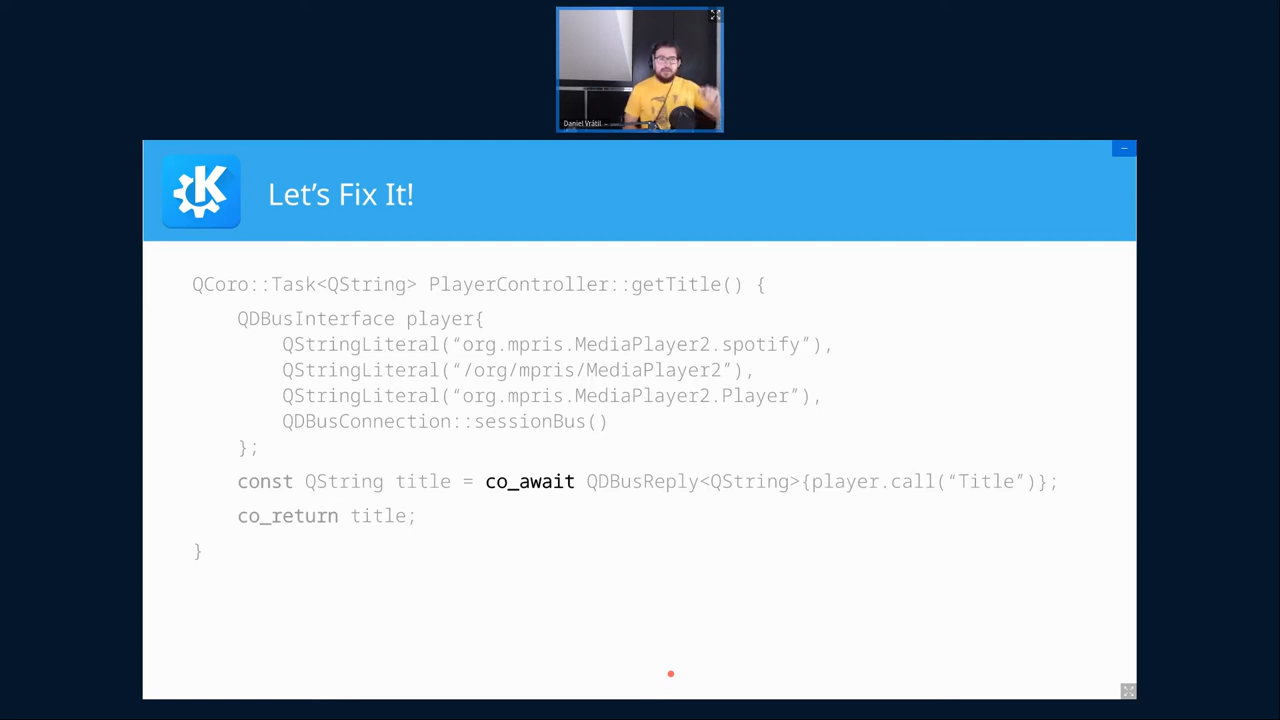 Daniel Vrátil
Let’s Fix It!
QCoro::Task<QString> PlayerController::getTitle() {
QDBusInterface player{
QStringLiteral(“org.mpris.MediaPlayer2.spotify”),
QStringLiteral(“/org/mpris/MediaPlayer2”),
QStringLiteral(“org.mpris.MediaPlayer2.Player”),
QDBusConnection::sessionBus()
};
const QString title = co_await QDBusReply<QString>{player.call(“Title”)};
co_return title;
}